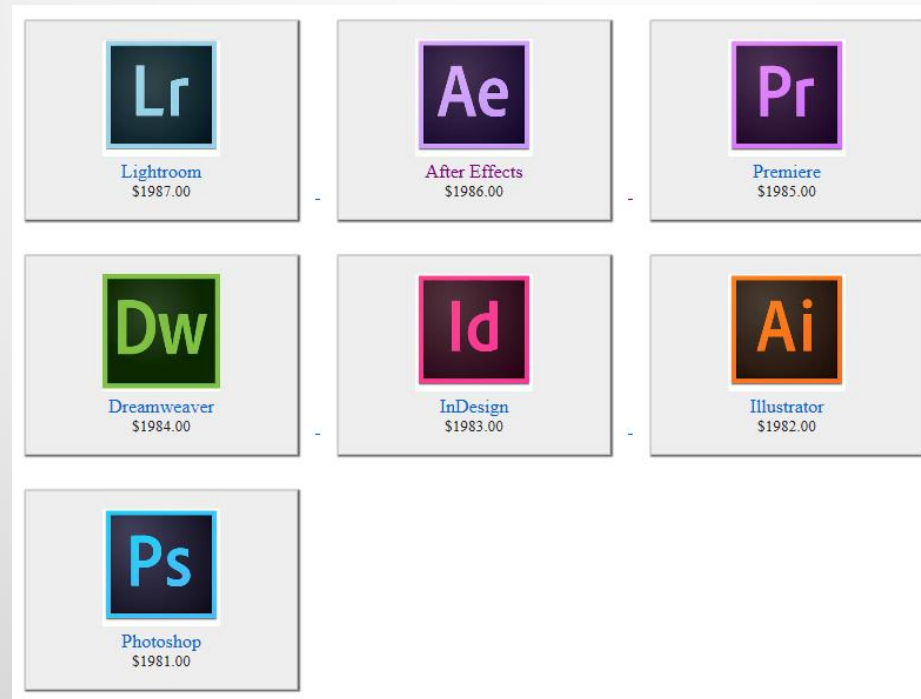 Lr
Lightroom
$1987.00
Ae
After Effects
$1986.00
Pr
Premiere
$1985.00
Dw
Dreamweaver
$1984.00
Id
InDesign
$1983.00
Ai
Illustrator
$1982.00
Ps
Photoshop
$1981.00